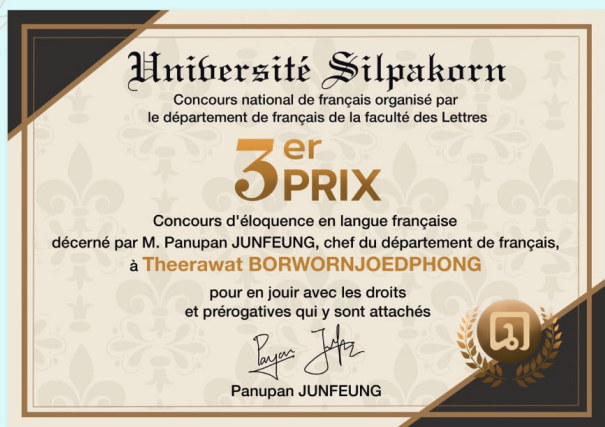 Université Silpakorn
Concours national de français organisé par
le département de français de la faculté des Lettres
3er
PRIX
Concours d'éloquence en langue française
décerné par M. Panupan JUNFEUNG, chef du département de français,
à Theerawat BORWORNJOEDPHONG
pour en jouir avec les droits
et prérogatives qui y sont attachés
Panupan JUNFEUNG